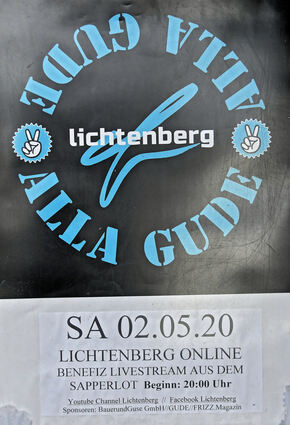 ALLA GUDE
lichtenberg
ALLA GUDE
SA 02.05.20
LICHTENBERG ONLINE
BENEFIZ LIVESTREAM AUS DEM
SAPPERLOT Beginn: 20:00 Uhr
Youtube Channel Lichtenberg // Facebook Lichtenberg
Sponsoren: BauerundGuse GmbH//GUDE/FRIZZ Magazin